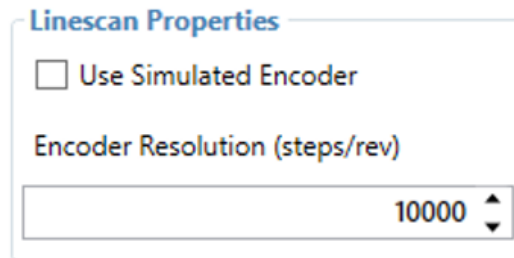 Linescan Properties
Use Simulated Encoder
Encoder Resolution (steps/rev)
10000